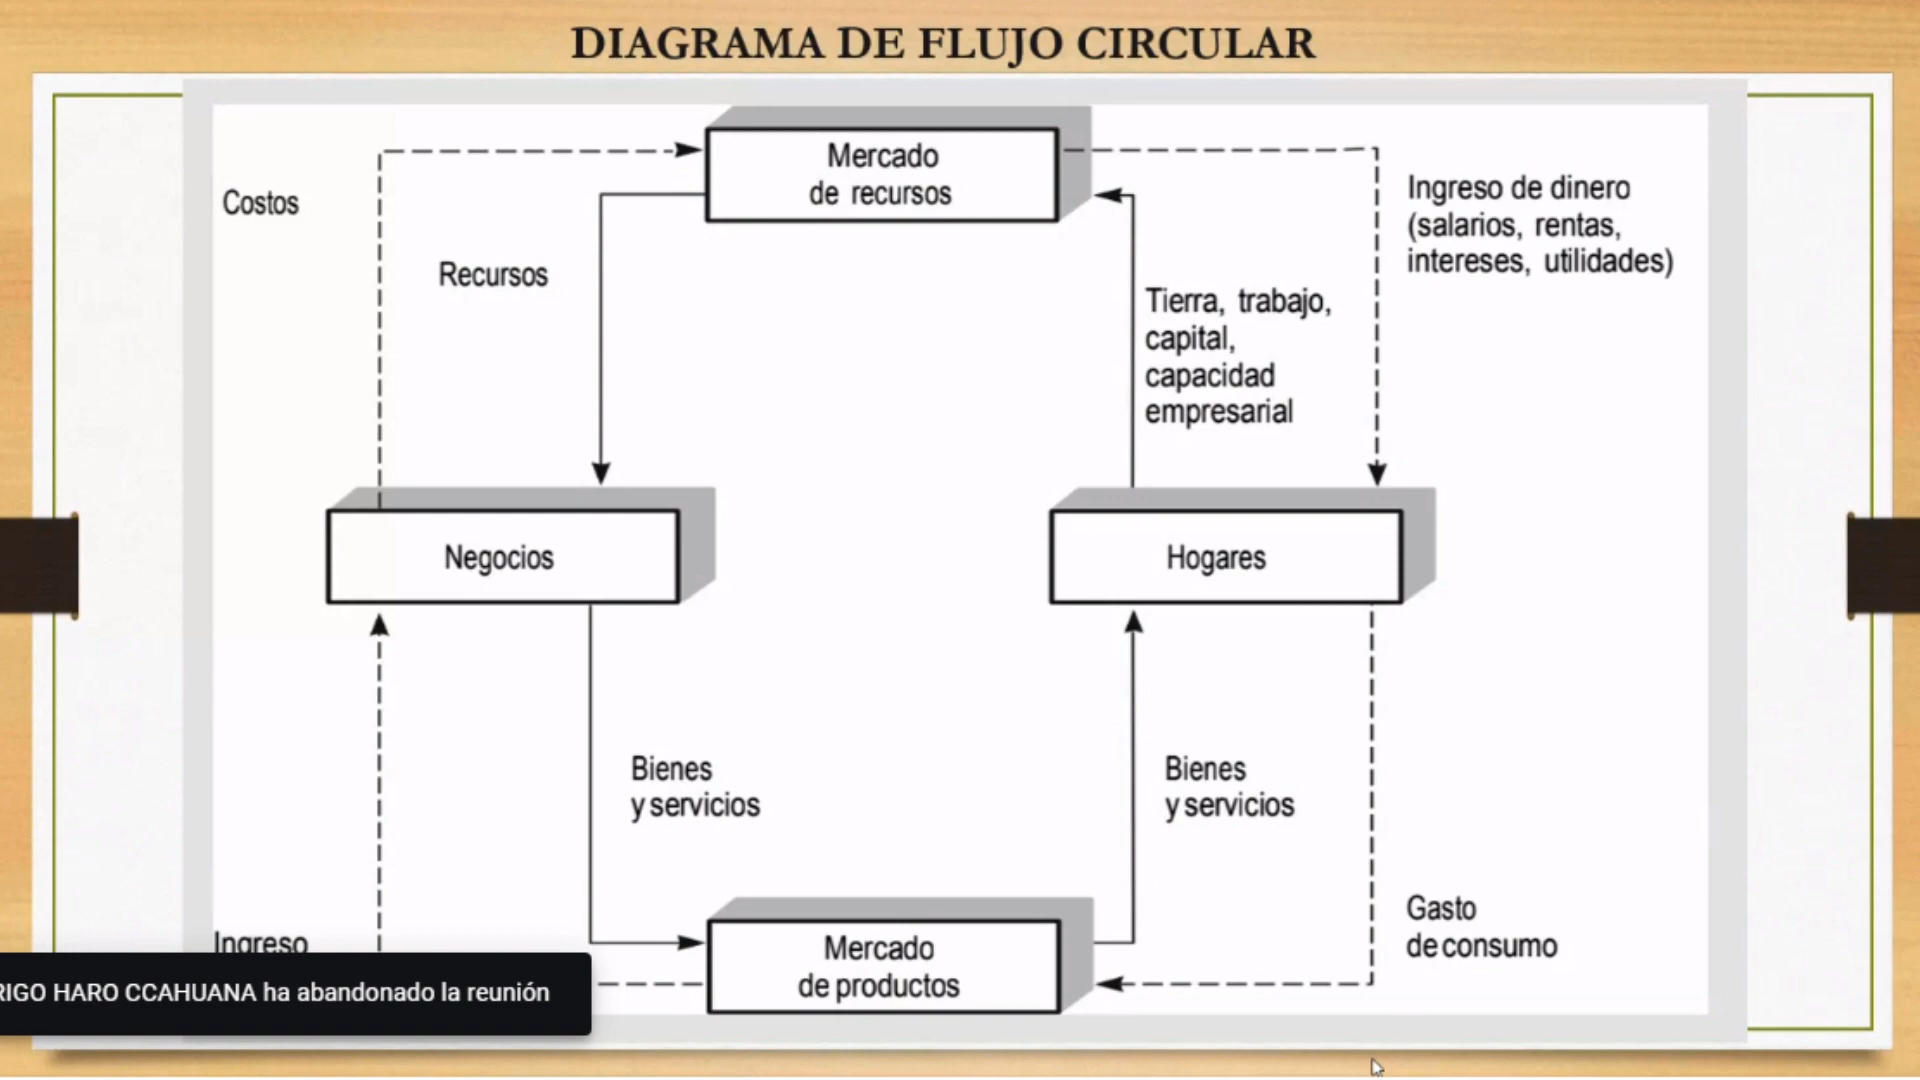 DIAGRAMA DE FLUJO CIRCULAR
Mercado
de recursos
Costos
Ingreso de dinero
(salarios, rentas,
intereses, utilidades)
Recursos
Tierra, trabajo,
capital,
capacidad
empresarial
Negocios
Hogares
Bienes
y servicios
Bienes
y servicios
Gasto
de consumo
Ingreso
Mercado
de productos
RIGO HARO CCAHUANA ha abandonado la reunión